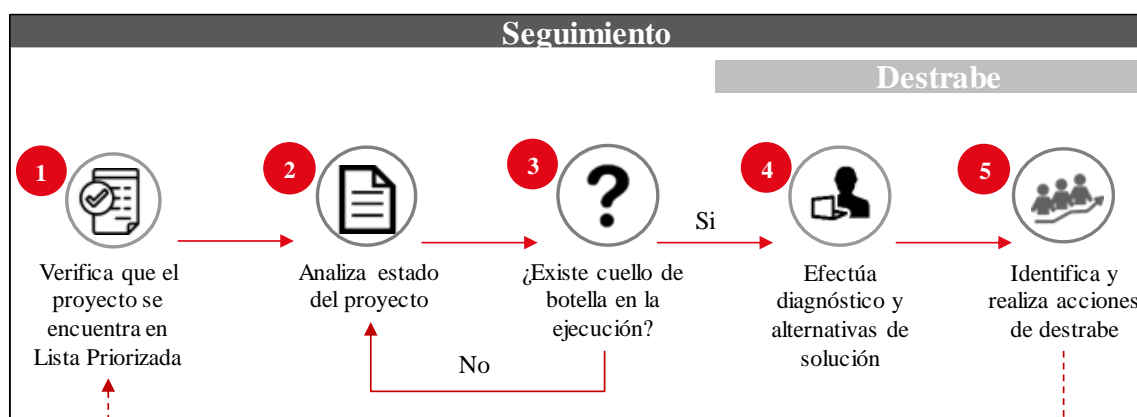 Seguimiento
Destrabe
1
2
3
4
5
Si
Verifica que el
proyecto se
encuentra en
Lista Priorizada
Analiza estado
del proyecto
¿Existe cuello de
botella en la
ejecución?
Efectúa
diagnóstico y
alternativas de
solución
Identifica y
realiza acciones
de destrabe
No